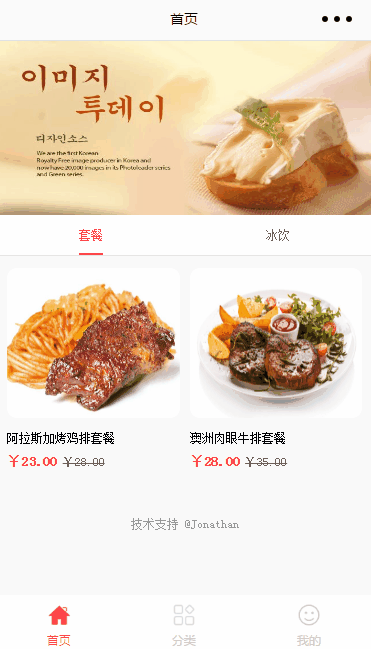 首页
이미지
투데이
디자인소스
We are the first Korean
Royalty Free image producer in Korea and
now have 20,000 images in its Photoleader series
and Green series.
套餐 冰饮
阿拉斯加烤鸡排套餐 澳洲肉眼牛排套餐
￥23.00 ￥28.00 ￥28.00 ￥35.00
技术支持 @Jonathan
首页 分类 我的